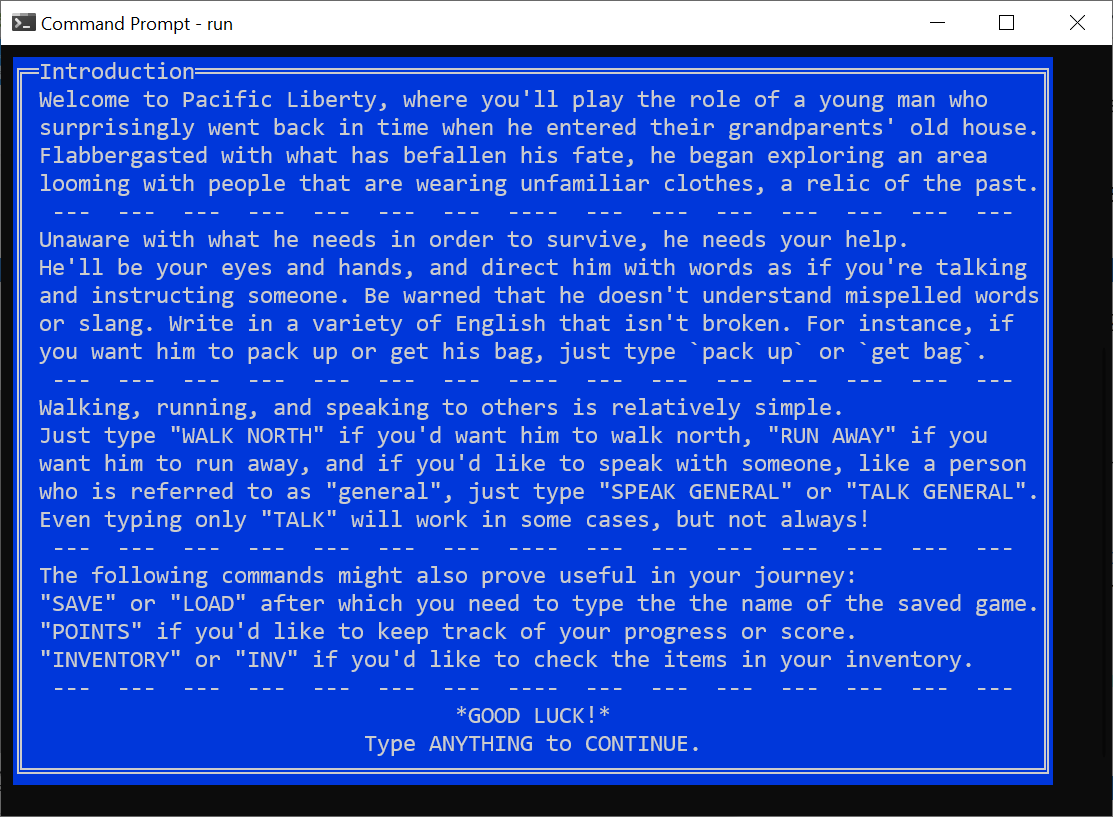 Command Prompt - run
Introduction
Welcome to Pacific Liberty, where you'll play the role of a young man who
surprisingly went back in time when he entered their grandparents' old house.
Flabbergasted with what has befallen his fate, he began exploring an area
looming with people that are wearing unfamiliar clothes, a relic of the past.
--- --- --- --- --- --- --- ---- --- --- --- --- --- --- ---
Unaware with what he needs in order to survive, he needs your help.
He'll be your eyes and hands, and direct him with words as if you're talking
and instructing someone. Be warned that he doesn't understand mispelled words
or slang. Write in a variety of English that isn't broken. For instance, if
you want him to pack up or get his bag, just type `pack up` or `get bag`.
--- --- --- --- --- --- --- ---- --- --- --- --- --- --- ---
Walking, running, and speaking to others is relatively simple.
Just type "WALK NORTH" if you'd want him to walk north, "RUN AWAY" if you
want him to run away, and if you'd like to speak with someone, like a person
who is referred to as "general", just type "SPEAK GENERAL" or "TALK GENERAL".
Even typing only "TALK" will work in some cases, but not always!
--- --- --- --- --- --- --- ---- --- --- --- --- --- --- ---
The following commands might also prove useful in your journey:
"SAVE" or "LOAD" after which you need to type the the name of the saved game.
"POINTS" if you'd like to keep track of your progress or score.
"INVENTORY" or "INV" if you'd like to check the items in your inventory.
--- --- --- --- --- --- --- ---- --- --- --- --- --- --- ---
*GOOD LUCK!*
Type ANYTHING to CONTINUE.